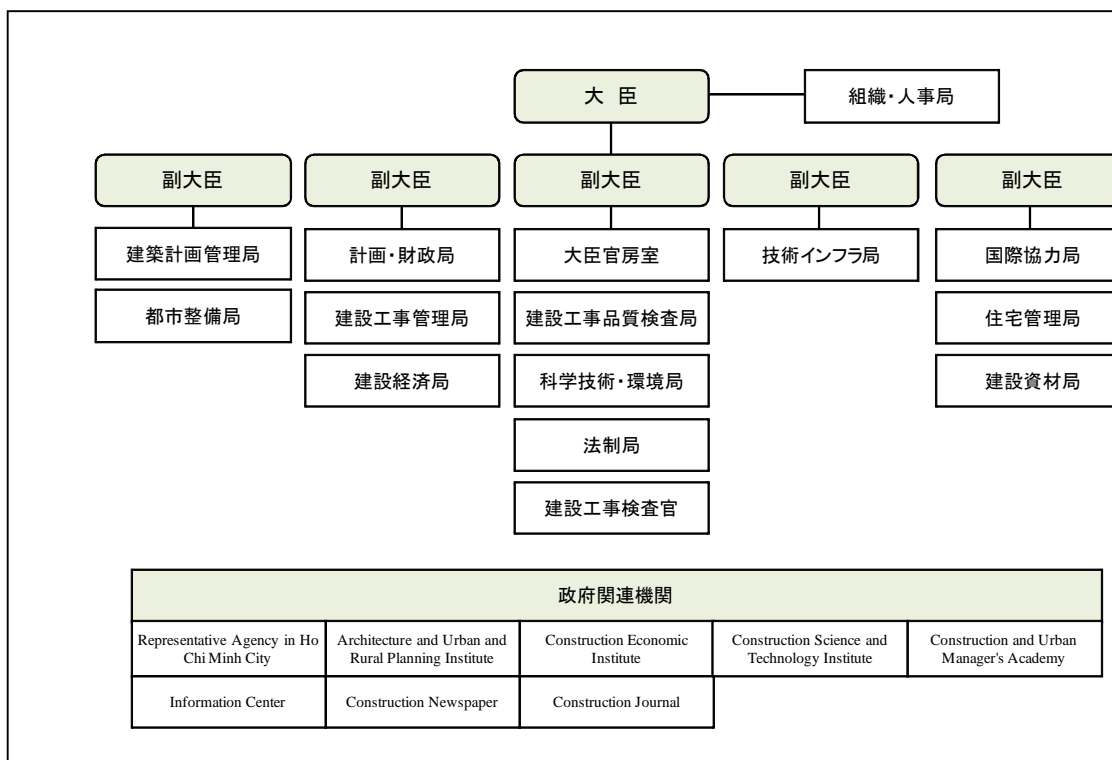 大 臣
組織・人事局
副大臣
副大臣
副大臣
副大臣
副大臣
建築計画管理局
計画・財政局
大臣官房室
技術インフラ局
国際協力局
都市整備局
建設工事管理局
建設工事品質検査局
住宅管理局
建設経済局
科学技術・環境局
建設資材局
法制局
建設工事検査官
政府関連機関
Representative Agency in Ho
Chi Minh City
Architecture and Urban and
Rural Planning Institute
Construction Economic
Institute
Construction Science and
Technology Institute
Construction and Urban
Manager's Academy
Information Center
Construction Newspaper
Construction Journal